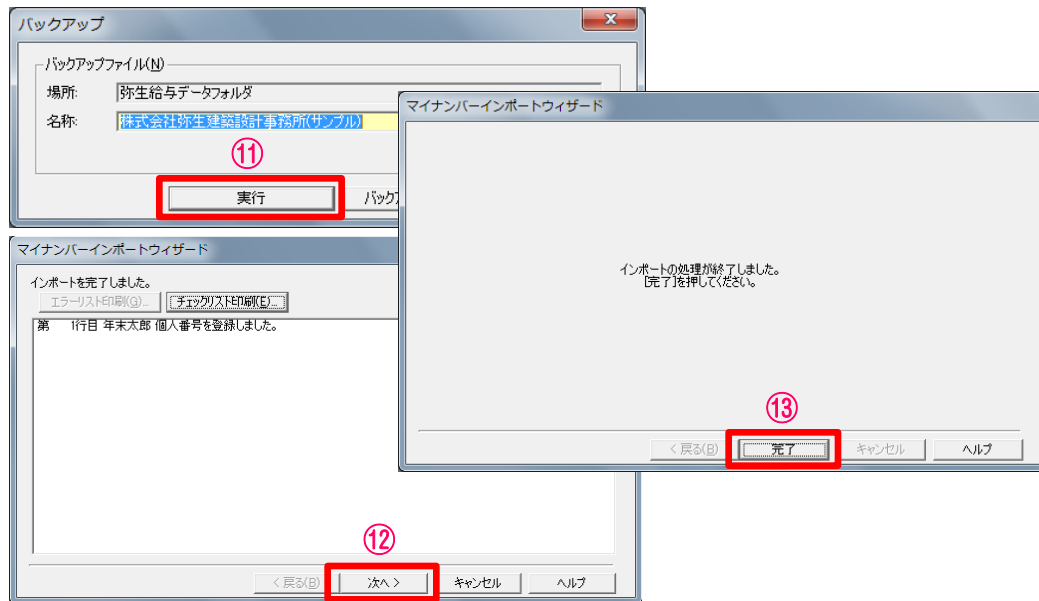 バックアップ
バックアップファイル(N)
場所: 弥生給与データフォルダ
名称: 株式会社弥生建築設計事務所(サンプル)
⑪
実行
マイナンバーインポートウィザード
インポートの処理が終了しました。
[完了]を押してください。
⑬
< 戻る(B) 完了 キャンセル ヘルプ
マイナンバーインポートウィザード
インポートを完了しました。
エラーリスト印刷(G)... チェックリスト印刷(E)...
第 1行目 年末太郎 個人番号を登録しました。
⑫
< 戻る(B) 次へ > キャンセル ヘルプ